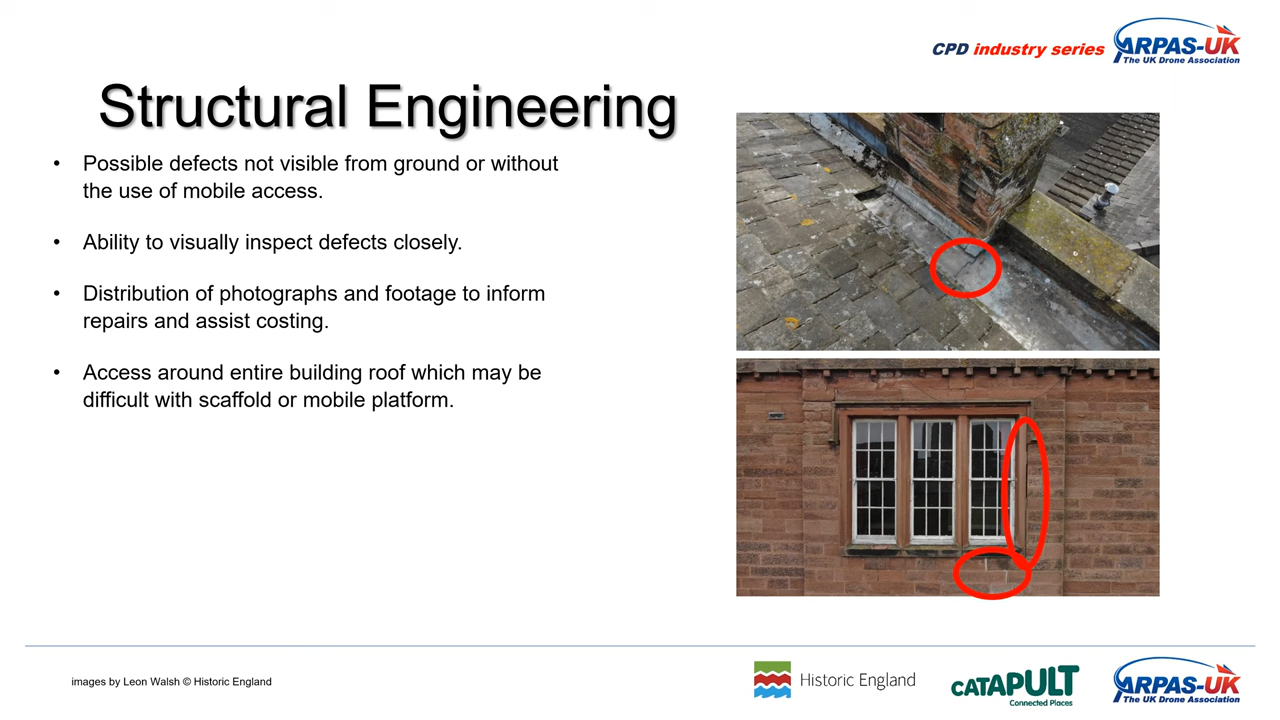 CPD industry series
ARPAS-UK
The UK Drone Association
Structural Engineering
• Possible defects not visible from ground or without
the use of mobile access.
• Ability to visually inspect defects closely.
• Distribution of photographs and footage to inform
repairs and assist costing.
• Access around entire building roof which may be
difficult with scaffold or mobile platform.
images by Leon Walsh © Historic England
Historic England
CATAPULT
Connected Places
ARPAS-UK
The UK Drone Association